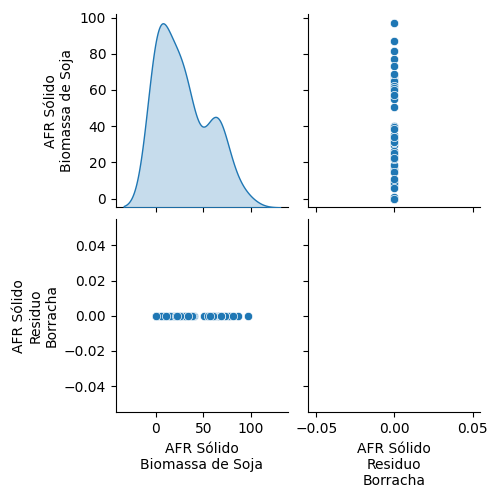 100
80
60
40
20
0
AFR Sólido
Biomassa de Soja
0.04
0.02
0.00
−0.02
−0.04
AFR Sólido
Residuo
Borracha
0
50
100
AFR Sólido
Biomassa de Soja
−0.05
0.00
0.05
AFR Sólido
Residuo
Borracha